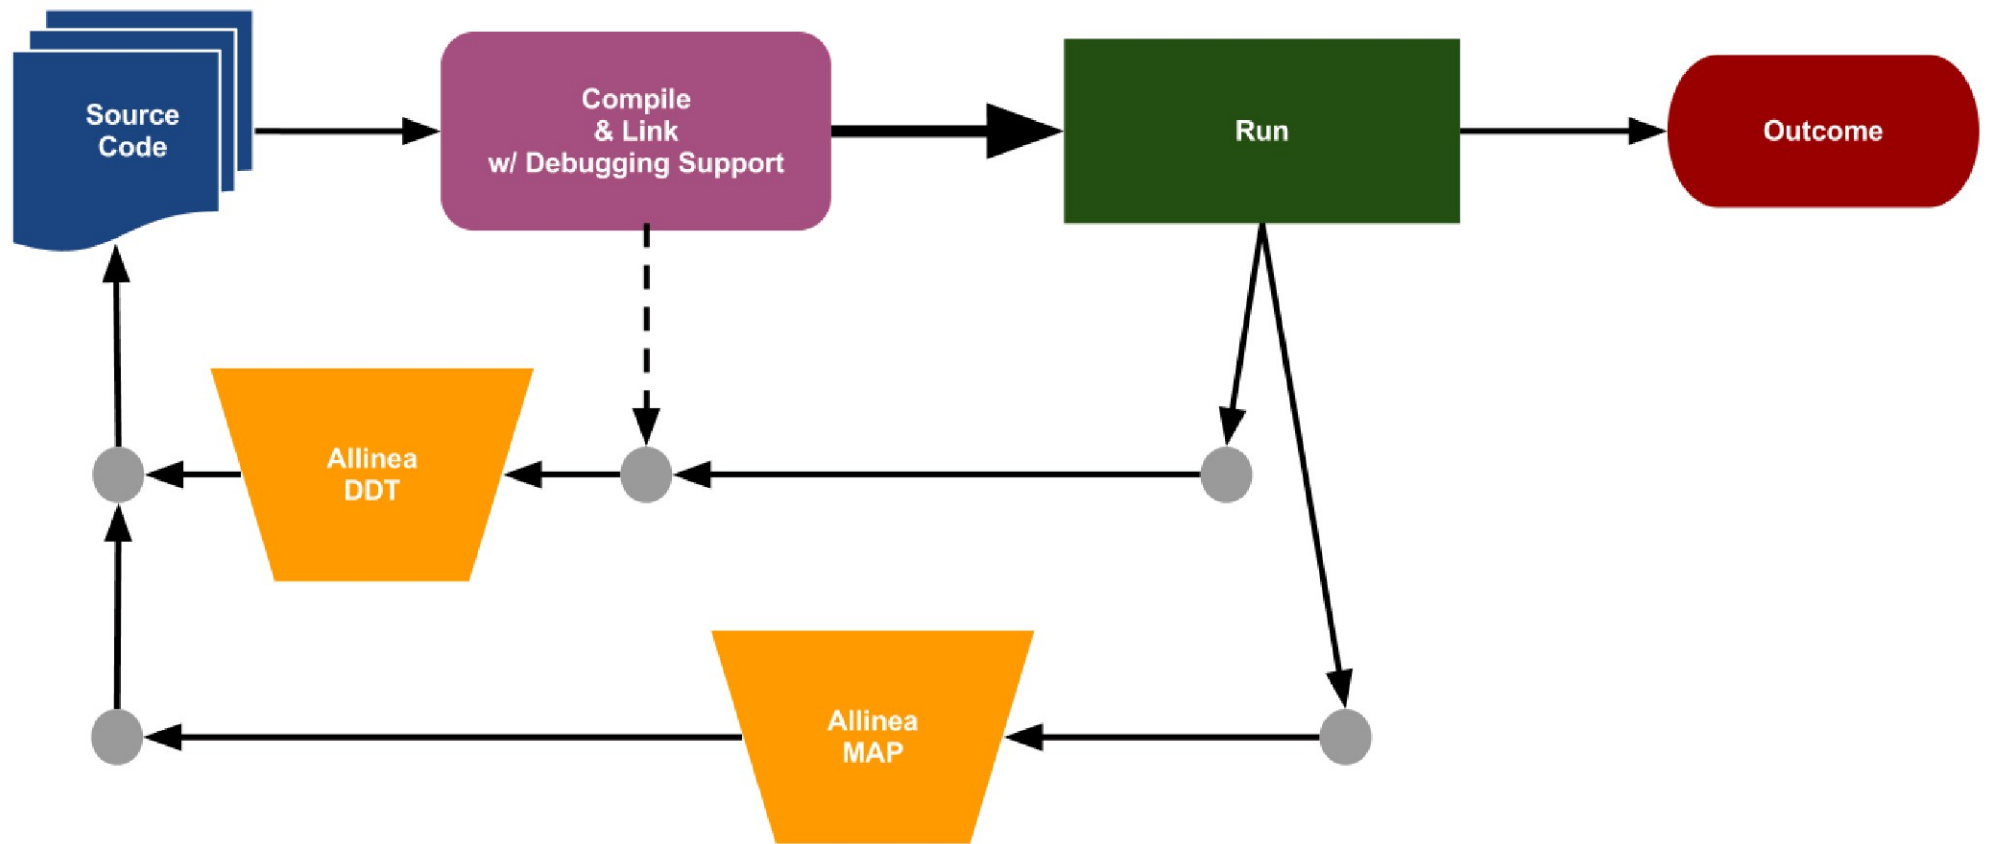 Source
Code
Compile
& Link
w/ Debugging Support
Run
Outcome
Allinea
DDT
Allinea
MAP